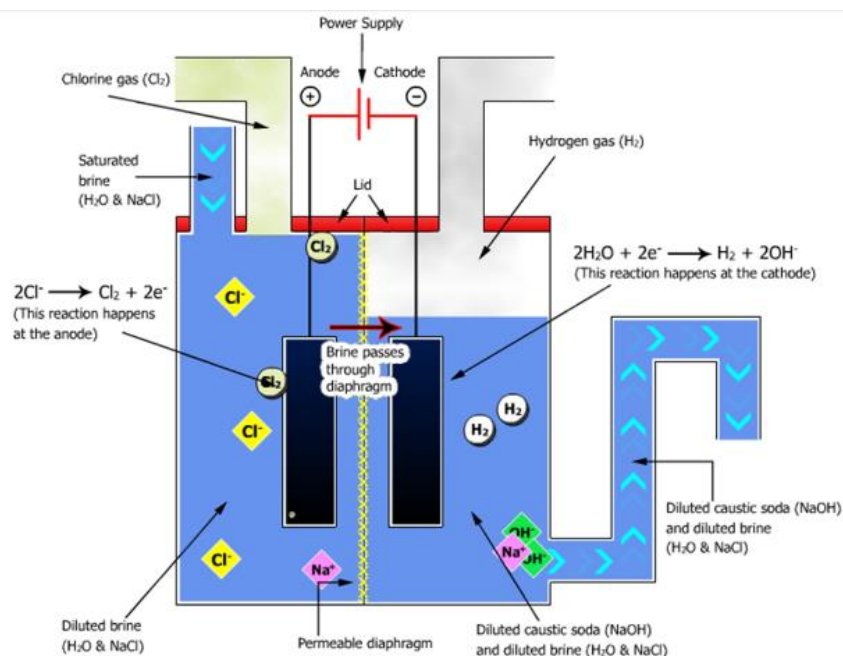 Power Supply
Anode
Cathode
+
−
Chlorine gas (Cl₂)
Hydrogen gas (H₂)
Saturated
brine
(H₂O & NaCl)
Lid
Cl₂
2Cl⁻ → Cl₂ + 2e⁻
(This reaction happens
at the anode)
2H₂O + 2e⁻ → H₂ + 2OH⁻
(This reaction happens at the cathode)
Cl⁻
Brine passes
through
diaphragm
Cl₂
Cl⁻
H₂
H₂
Cl⁻
Na⁺
OH⁻
Na⁺
OH⁻
Diluted caustic soda (NaOH)
and diluted brine
(H₂O & NaCl)
Diluted brine
(H₂O & NaCl)
Permeable diaphragm
Diluted caustic soda (NaOH)
and diluted brine (H₂O & NaCl)